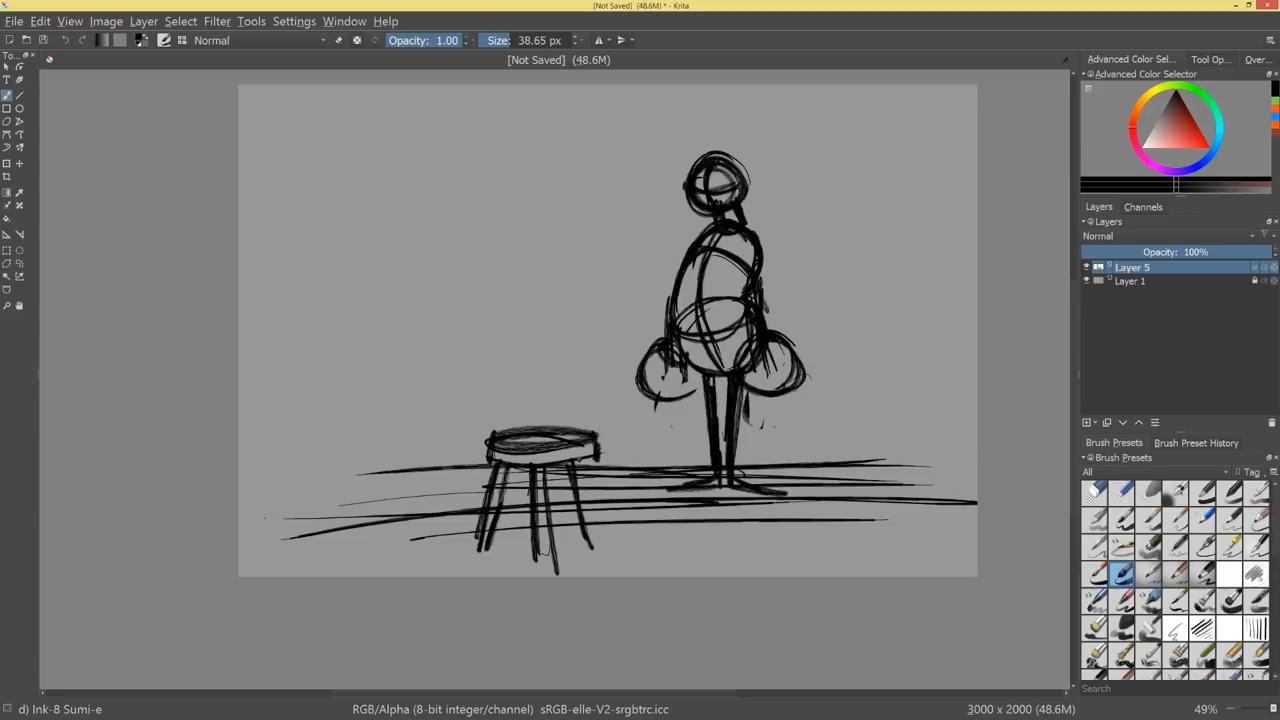 [Not Saved] (48.6M) * - Krita
File Edit View Image Layer Select Filter Tools Settings Window Help
Normal Opacity: 1.00 Size: 38.65 px
To...
[Not Saved] (48.6M)
Advanced Color Sel... Tool Op... Over...
Advanced Color Selector
Layers Channels
Layers
Normal
Opacity: 100%
Layer 5
Layer 1
Brush Presets Brush Preset History
Brush Presets
All Tag
Search
d) Ink-8 Sumi-e RGB/Alpha (8-bit integer/channel) sRGB-elle-V2-srgbtrc.icc 3000 x 2000 (48.6M) 49%